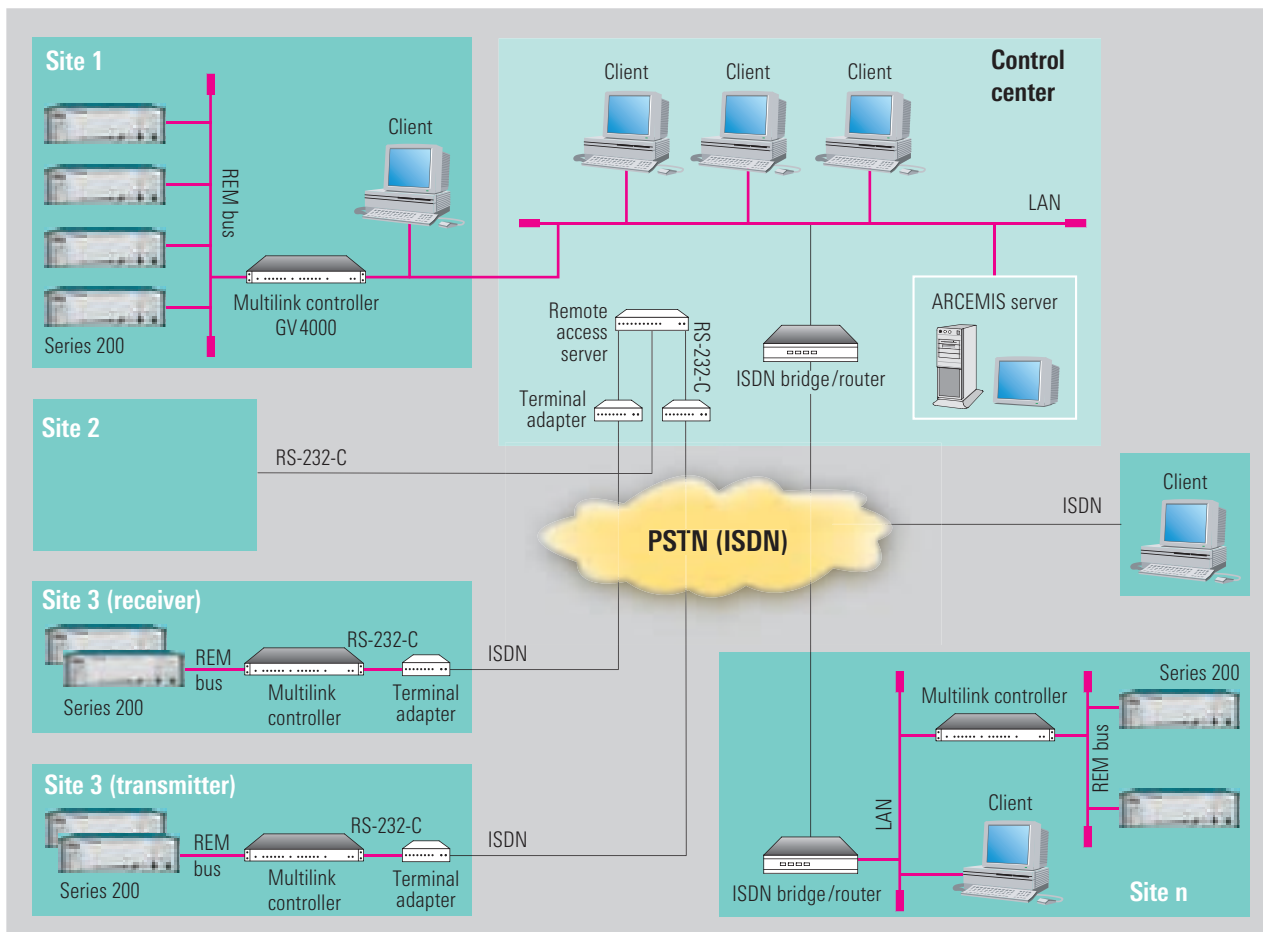 Site 1
REM bus
Series 200
Multilink controller
GV 4000
Client
Control
center
Client
Client
Client
LAN
Remote
access
server
RS-232-C
Terminal
adapter
ISDN bridge/router
ARCEMIS server
Site 2
RS-232-C
PSTN (ISDN)
ISDN
Client
Site 3 (receiver)
Series 200
REM
bus
Multilink
controller
RS-232-C
Terminal
adapter
ISDN
Site 3 (transmitter)
Series 200
REM
bus
Multilink
controller
RS-232-C
Terminal
adapter
ISDN
Series 200
Multilink controller
REM bus
LAN
Client
ISDN bridge/router
Site n